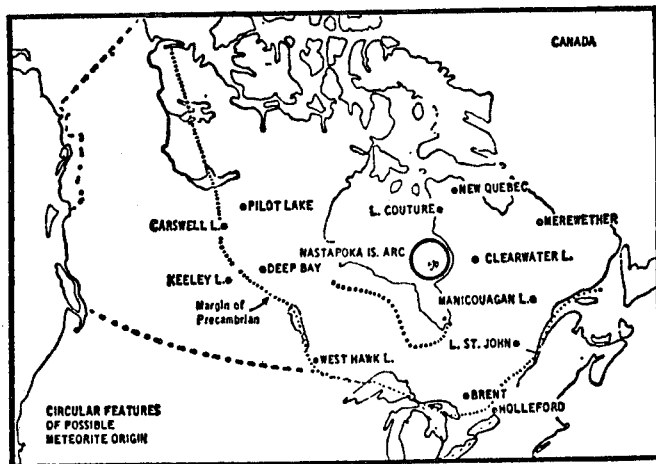 CANADA
PILOT LAKE
NEW QUEBEC
L. COUTURE
CARSWELL L.
MEREWETHER
NASTAPOKA IS. ARC
CLEARWATER L.
DEEP BAY
KEELEY L.
MANICOUAGAN L.
Margin of
Precambrian
L. ST. JOHN
WEST HAWK L.
BRENT
HOLLEFORD
CIRCULAR FEATURES
OF POSSIBLE
METEORITE ORIGIN